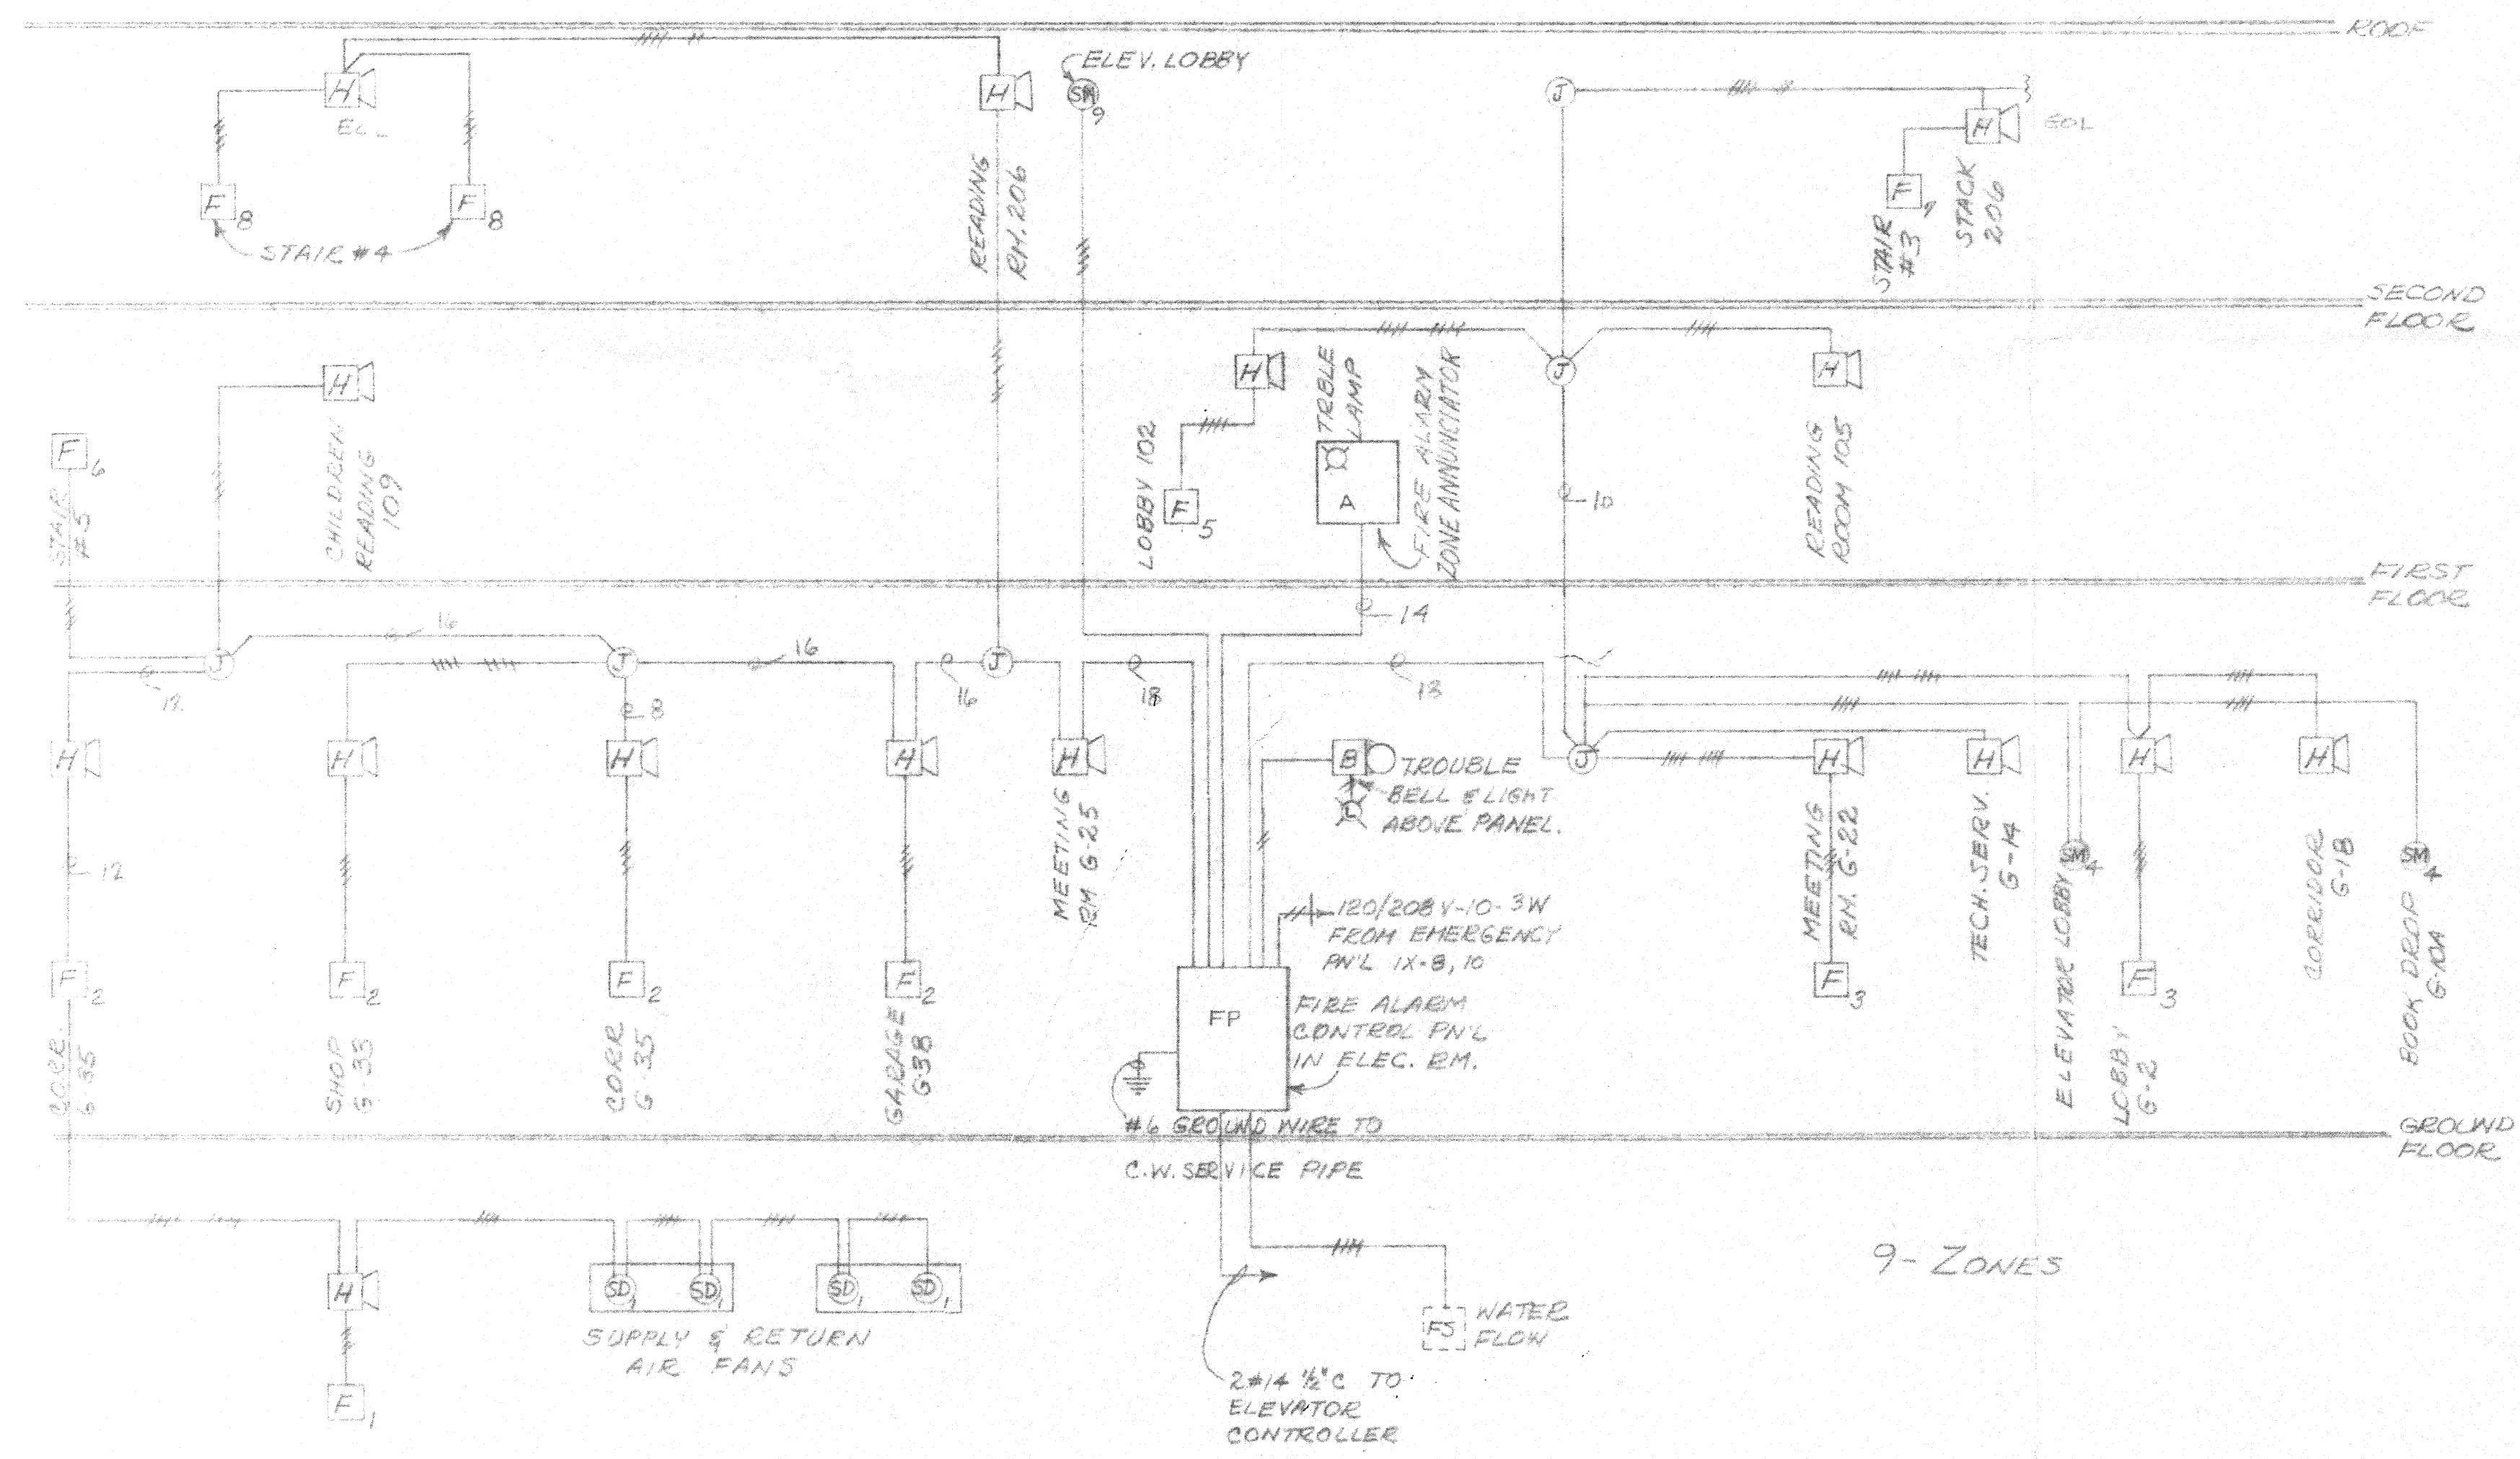 ROOF
ELEV. LOBBY
H
H
SM
9
J
H
EOL
F
8
F
8
STAIR #4
READING
RM. 206
F
7
STAIR
#3
STACK
206
SECOND
FLOOR
H
H
J
H
TRBLE
LAMP
FIRE ALARM
ZONE ANNUNCIATOR
A
F
6
STAIR
#5
CHILDREN
READING
109
LOBBY 102
F
5
10
READING
ROOM 105
FIRST
FLOOR
14
16
16
J
J
J
12
16
18
13
8
H
H
H
H
H
B
TROUBLE
BELL & LIGHT
ABOVE PANEL.
J
H
H
H
H
12
MEETING
RM G-25
MEETING
RM. G-22
TECH. SERV.
G-14
SM
4
SM
4
120/208V-10-3W
FROM EMERGENCY
PN'L 1X-8, 10
F
2
F
2
F
2
F
2
F
3
F
3
CORR.
G-35
SHOP
G-33
CORR
G-35
GARAGE
G-38
FP
FIRE ALARM
CONTROL PN'L
IN ELEC. RM.
ELEVATOR LOBBY
LOBBY
G-2
CORRIDOR
G-18
BOOK DROP
G-10A
#6 GROUND WIRE TO
C.W. SERVICE PIPE
GROUND
FLOOR
H
SD
1
SD
1
SD
1
SD
1
SUPPLY & RETURN
AIR FANS
F
1
FS
WATER
FLOW
2#14 ½"C TO
ELEVATOR
CONTROLLER
9- ZONES